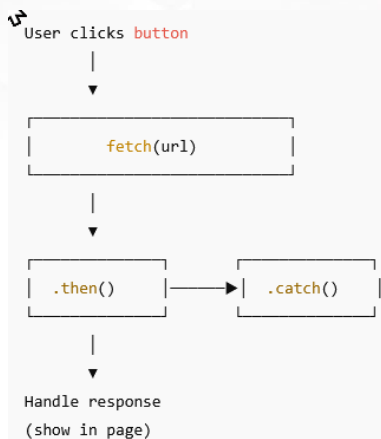 User clicks button
fetch(url)
.then() .catch()
Handle response
(show in page)